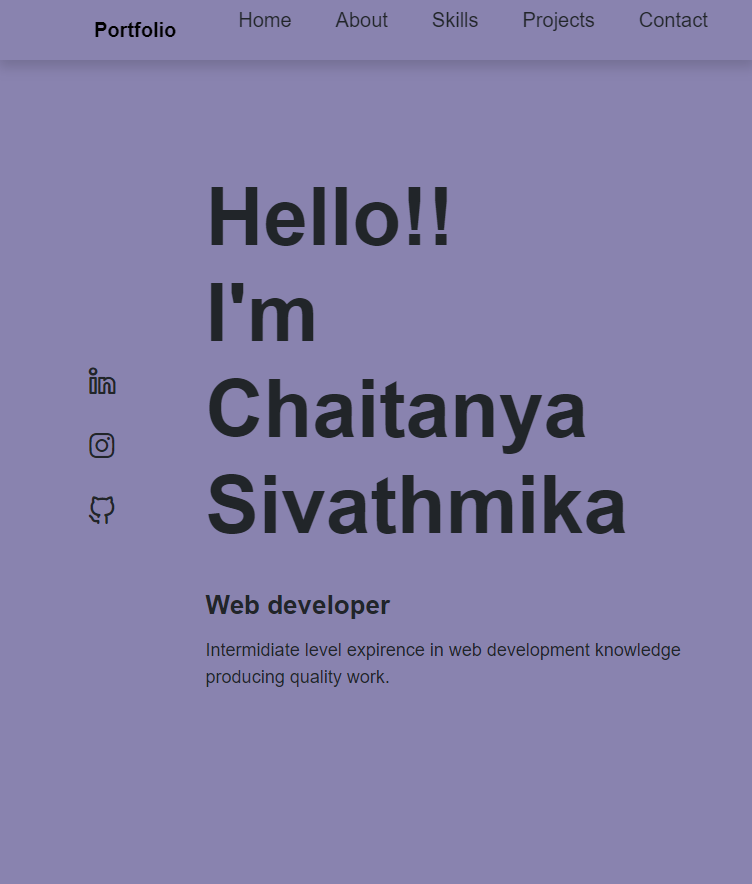 Portfolio Home About Skills Projects Contact
Hello!!
I'm
Chaitanya
Sivathmika
Web developer
Intermidiate level expirence in web development knowledge
producing quality work.